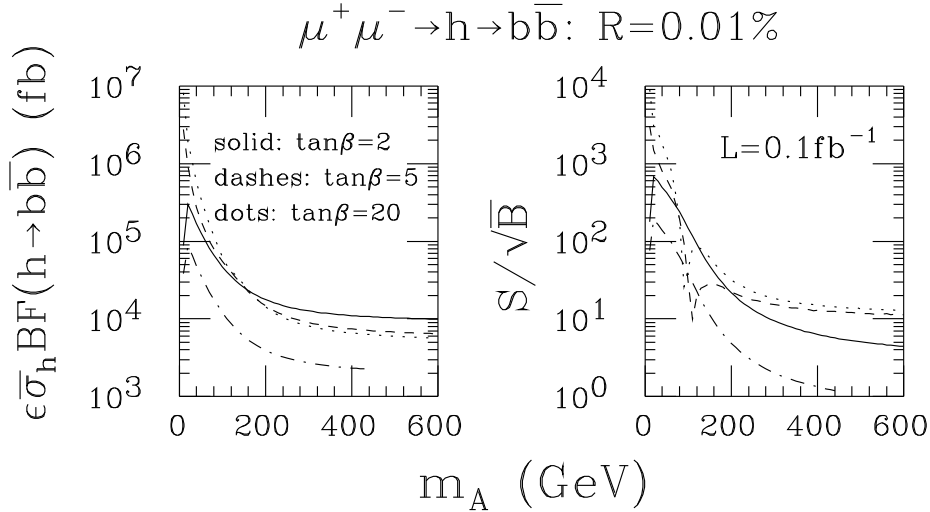 μ⁺μ⁻→h→bb̅: R=0.01%
εσ̅ₕBF(h→bb̅) (fb)
10⁷
10⁶
10⁵
10⁴
10³
solid: tanβ=2
dashes: tanβ=5
dots: tanβ=20
0 200 400 600
S/√B
10⁴
10³
10²
10¹
10⁰
L=0.1fb⁻¹
0 200 400 600
m_A (GeV)